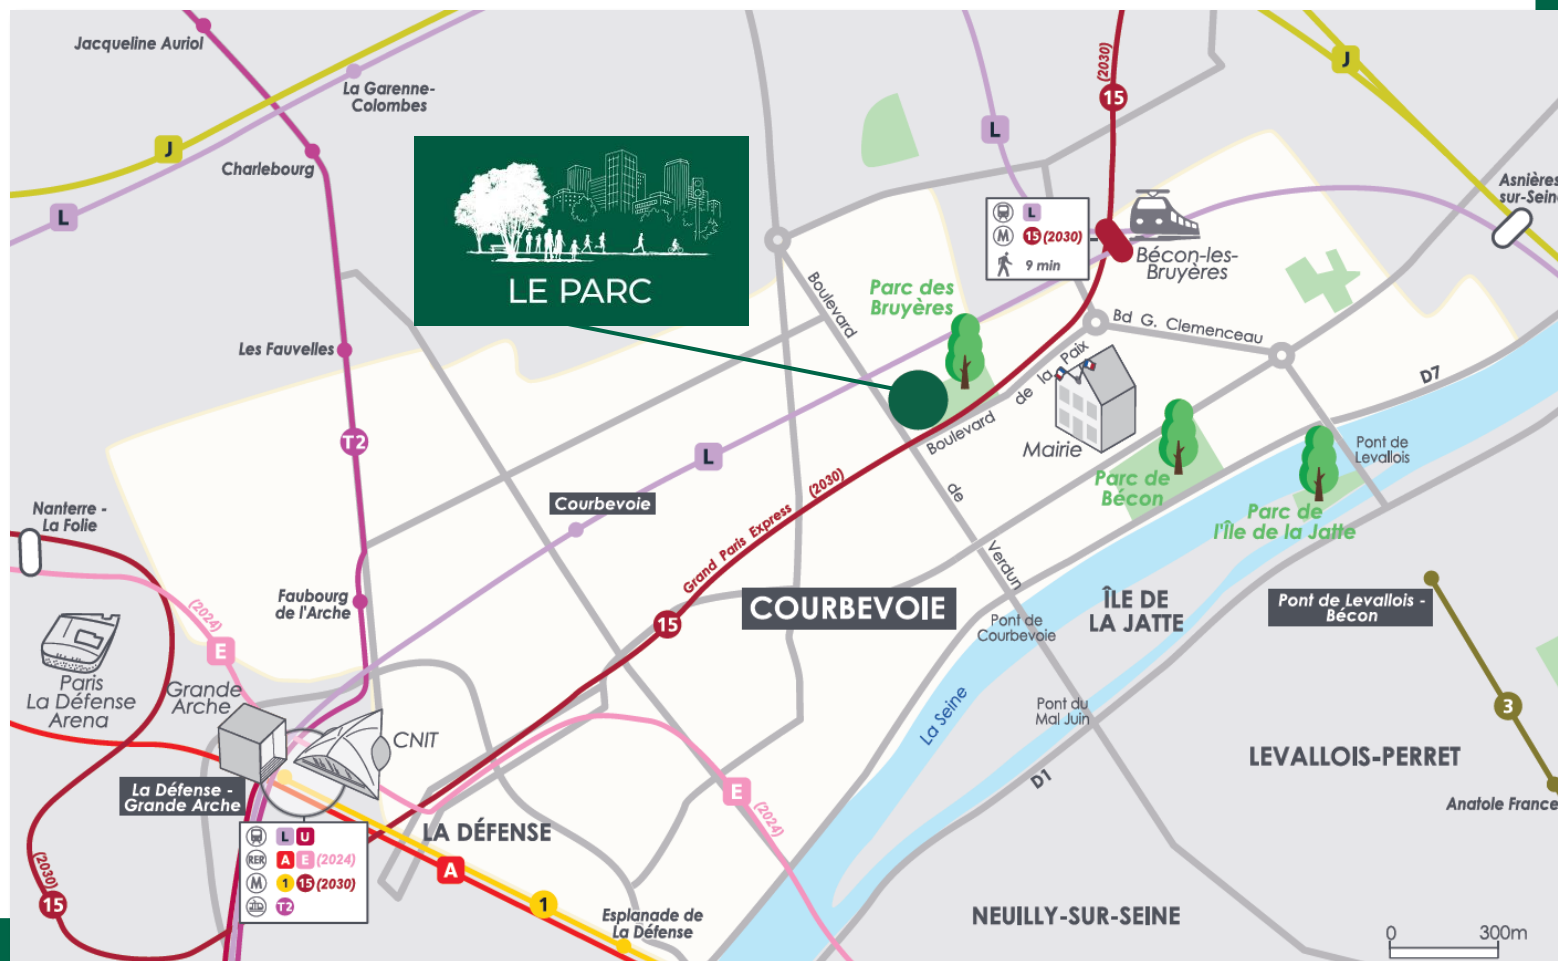 Jacqueline Auriol
La Garenne-
Colombes
J
L
Charlebourg
Les Fauvelles
T2
LE PARC
L
(2030)
15
J
Asnières
sur-Seine
L
15 (2030)
9 min
Bécon-les-
Bruyères
Parc des
Bruyères
Boulevard
de
Verdun
Bd G. Clemenceau
Boulevard
de la Paix
Mairie
D7
Pont de
Levallois
Parc de
Bécon
Parc de
l'Île de la Jatte
L
Courbevoie
Grand Paris Express
(2030)
15
COURBEVOIE
Nanterre -
La Folie
Faubourg
de l'Arche
(2024)
E
Paris
La Défense
Arena
Grande
Arche
CNIT
La Défense -
Grande Arche
L U
RER A E (2024)
M 1 15 (2030)
T2
(2030)
15
LA DÉFENSE
A
1
Esplanade de
La Défense
E
(2024)
La Seine
Pont de
Courbevoie
ÎLE DE
LA JATTE
Pont du
Mal Juin
D1
Pont de Levallois -
Bécon
3
LEVALLOIS-PERRET
Anatole France
NEUILLY-SUR-SEINE
0 300m